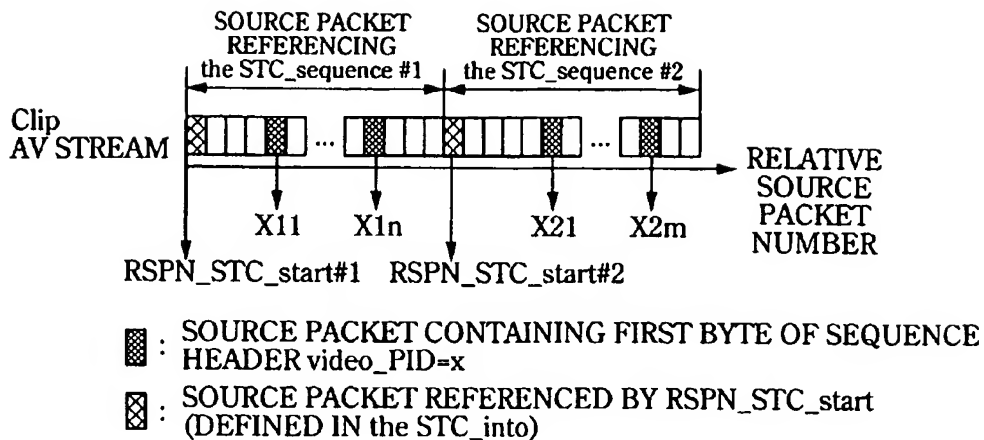 SOURCE PACKET
REFERENCING
the STC_sequence #1
SOURCE PACKET
REFERENCING
the STC_sequence #2
Clip
AV STREAM
...
...
RELATIVE
SOURCE
PACKET
NUMBER
X11
X1n
X21
X2m
RSPN_STC_start#1
RSPN_STC_start#2
: SOURCE PACKET CONTAINING FIRST BYTE OF SEQUENCE
HEADER video_PID=x
: SOURCE PACKET REFERENCED BY RSPN_STC_start
(DEFINED IN the STC_into)